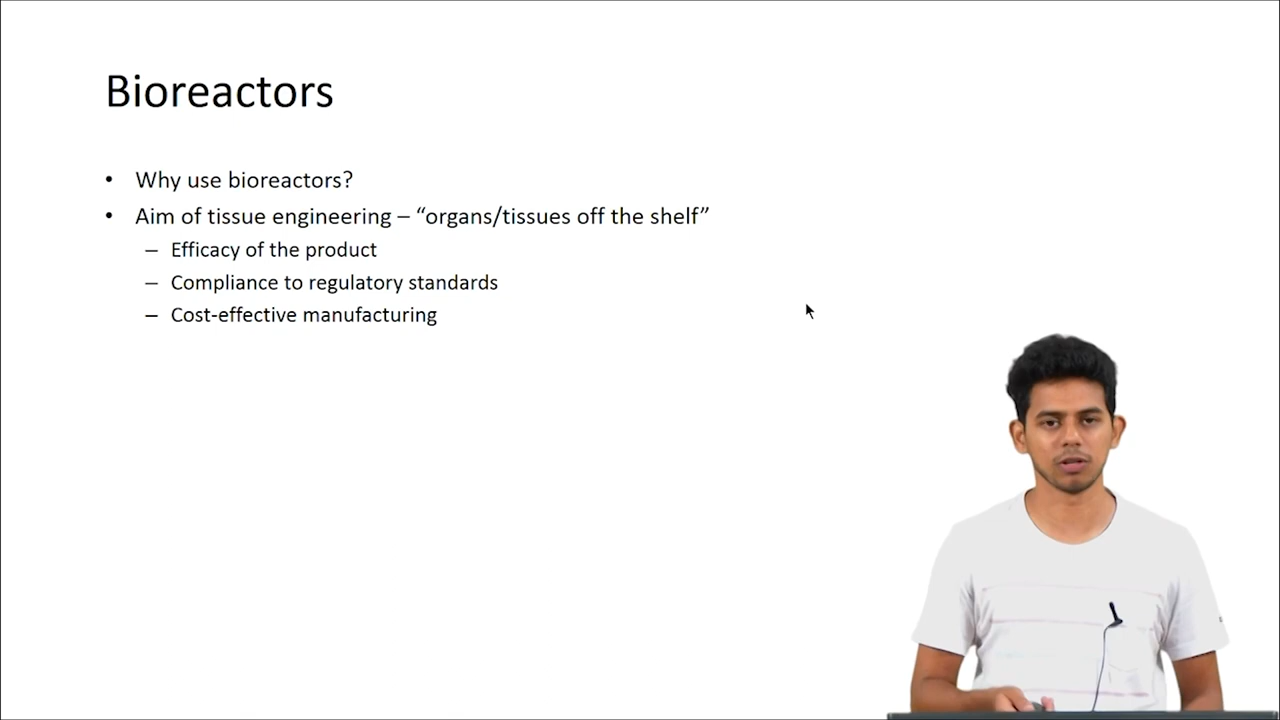 Bioreactors
• Why use bioreactors?
• Aim of tissue engineering – “organs/tissues off the shelf”
– Efficacy of the product
– Compliance to regulatory standards
– Cost-effective manufacturing